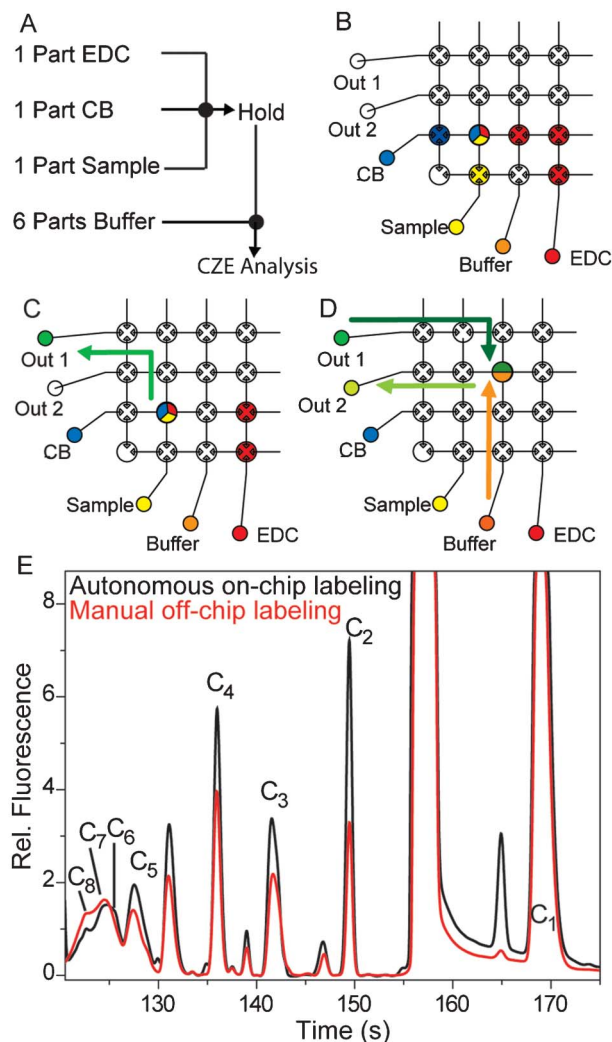 A
1 Part EDC
1 Part CB
Hold
1 Part Sample
6 Parts Buffer
CZE Analysis
B
Out 1
Out 2
CB
Sample
Buffer
EDC
C
Out 1
Out 2
CB
Sample
Buffer
EDC
D
Out 1
Out 2
CB
Sample
Buffer
EDC
E
Autonomous on-chip labeling
Manual off-chip labeling
C8
C7
C6
C5
C4
C3
C2
C1
8
6
4
2
0
Rel. Fluorescence
130 140 150 160 170
Time (s)